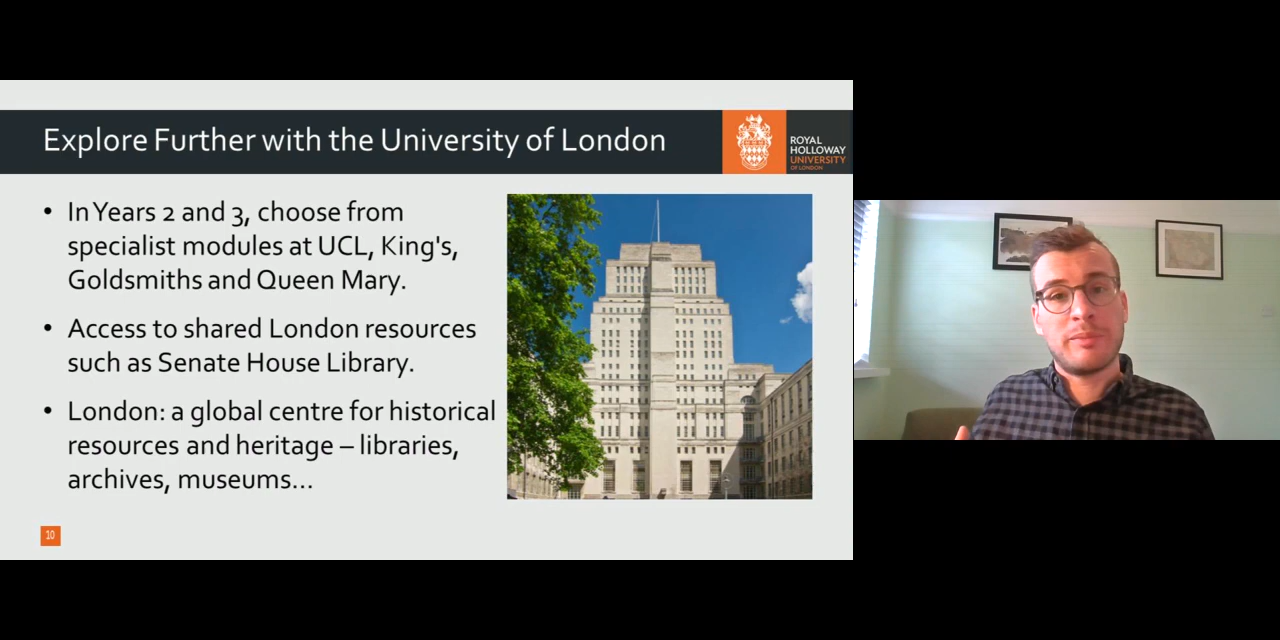 Explore Further with the University of London
ROYAL
HOLLOWAY
UNIVERSITY
OF LONDON
• In Years 2 and 3, choose from
specialist modules at UCL, King's,
Goldsmiths and Queen Mary.
• Access to shared London resources
such as Senate House Library.
• London: a global centre for historical
resources and heritage – libraries,
archives, museums...
10